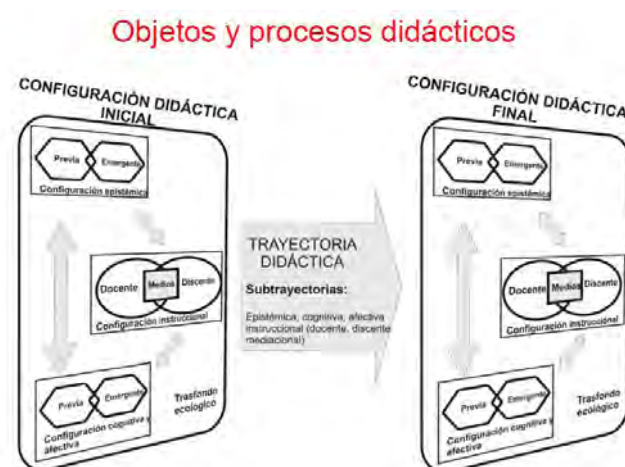 Objetos y procesos didácticos
CONFIGURACIÓN DIDÁCTICA
INICIAL
Previa
Emergente
Configuración epistémica
Docente
Medios
Discente
Configuración instruccional
Previa
Emergente
Configuración cognitiva y
afectiva
Trasfondo
ecológico
TRAYECTORIA
DIDÁCTICA
Subtrayectorias:
Epistémica, cognitiva, afectiva
instruccional (docente, discente
mediacional)
CONFIGURACIÓN DIDÁCTICA
FINAL
Previa
Emergente
Configuración epistémica
Docente
Medios
Discente
Configuración instruccional
Previa
Emergente
Configuración cognitiva y
afectiva
Trasfondo
ecológico